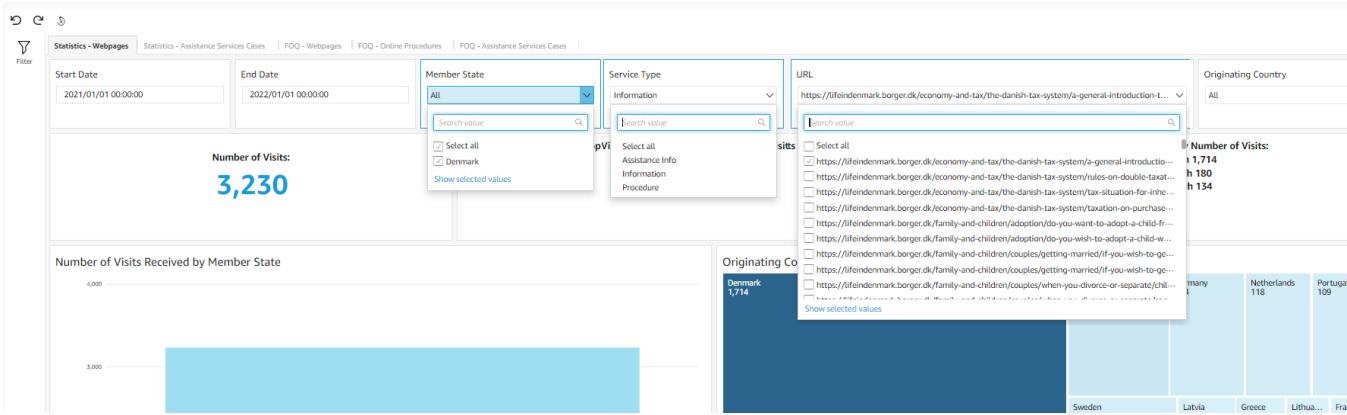 Filter
Statistics - Webpages
Statistics - Assistance Services Cases
FOQ - Webpages
FOQ - Online Procedures
FOQ - Assistance Services Cases
Start Date
2021/01/01 00:00:00
End Date
2022/01/01 00:00:00
Member State
All
Search value
Select all
Denmark
Show selected values
Service Type
Information
Search value
Select all
Assistance Info
Information
Procedure
URL
https://lifeindenmark.borger.dk/economy-and-tax/the-danish-tax-system/a-general-introduction-t...
Search value
Select all
https://lifeindenmark.borger.dk/economy-and-tax/the-danish-tax-system/a-general-introductio...
https://lifeindenmark.borger.dk/economy-and-tax/the-danish-tax-system/rules-on-double-taxat...
https://lifeindenmark.borger.dk/economy-and-tax/the-danish-tax-system/tax-situation-for-inhe...
https://lifeindenmark.borger.dk/economy-and-tax/the-danish-tax-system/taxation-on-purchase...
https://lifeindenmark.borger.dk/family-and-children/adoption/do-you-want-to-adopt-a-child-fr...
https://lifeindenmark.borger.dk/family-and-children/adoption/do-you-wish-to-adopt-a-child-w...
https://lifeindenmark.borger.dk/family-and-children/couples/getting-married/if-you-wish-to-ge...
https://lifeindenmark.borger.dk/family-and-children/couples/getting-married/if-you-wish-to-ge...
https://lifeindenmark.borger.dk/family-and-children/couples/when-you-divorce-or-separate/chil...
Show selected values
Originating Country
All
Number of Visits:
3,230
Number of Visits:
1,714
h 180
h 134
Number of Visits Received by Member State
4,000
3,000
Originating Co
Denmark
1,714
Netherlands
118
Portuga
109
Sweden
Latvia
Greece
Lithua...
Fra